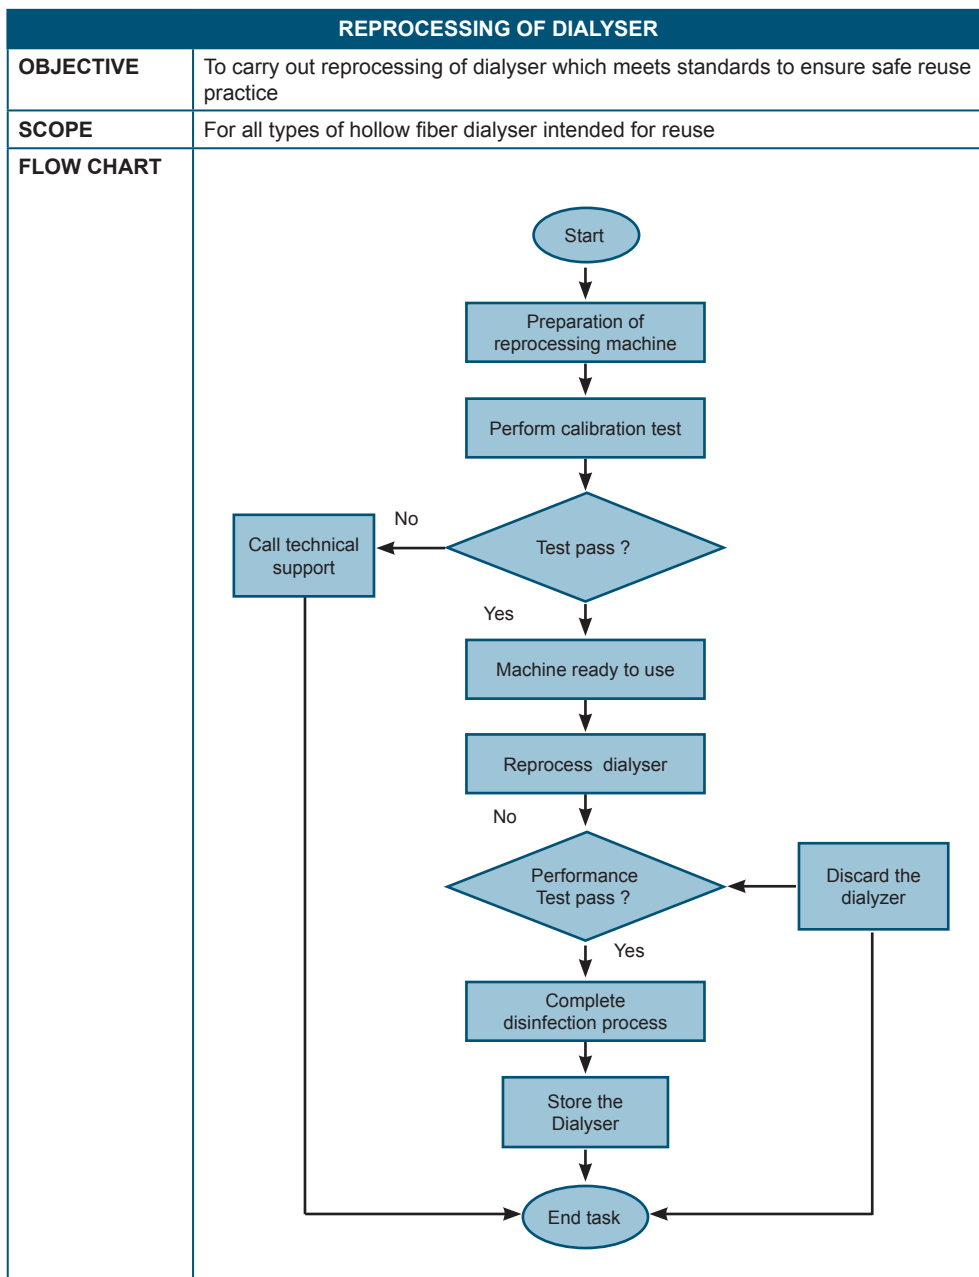 REPROCESSING OF DIALYSER
OBJECTIVE
To carry out reprocessing of dialyser which meets standards to ensure safe reuse
practice
SCOPE
For all types of hollow fiber dialyser intended for reuse
FLOW CHART
Start
Preparation of
reprocessing machine
Perform calibration test
Test pass ?
No
Call technical
support
Yes
Machine ready to use
Reprocess dialyser
No
Performance
Test pass ?
Discard the
dialyzer
Yes
Complete
disinfection process
Store the
Dialyser
End task